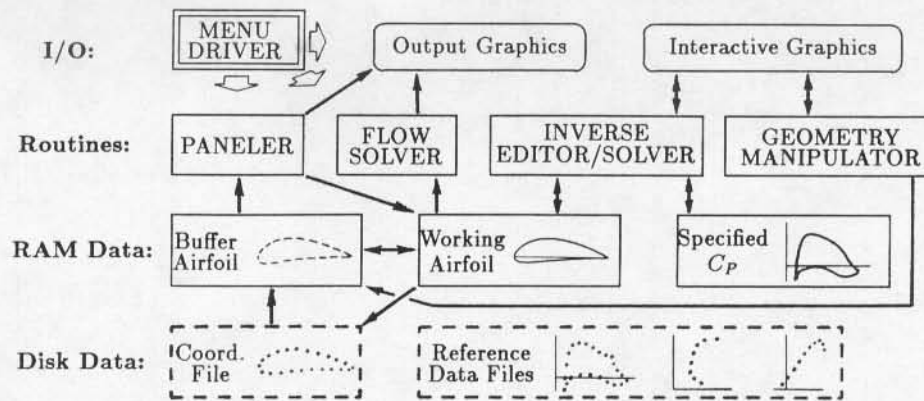 I/O:
MENU
DRIVER
Output Graphics
Interactive Graphics
Routines:
PANELER
FLOW
SOLVER
INVERSE
EDITOR/SOLVER
GEOMETRY
MANIPULATOR
RAM Data:
Buffer
Airfoil
Working
Airfoil
Specified
C_P
Disk Data:
Coord.
File
Reference
Data Files